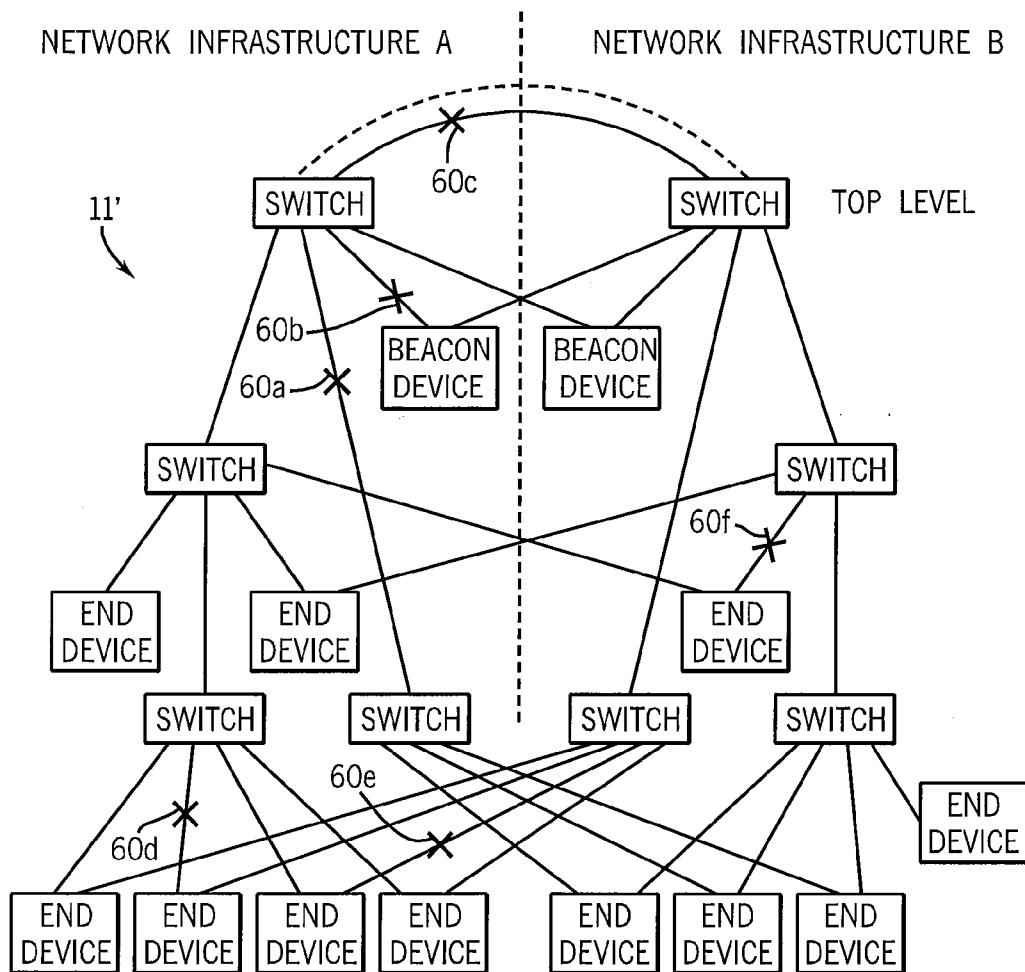 NETWORK INFRASTRUCTURE A
NETWORK INFRASTRUCTURE B
60c
SWITCH
SWITCH
TOP LEVEL
11'
60b
BEACON
DEVICE
BEACON
DEVICE
60a
SWITCH
SWITCH
60f
END
DEVICE
END
DEVICE
END
DEVICE
SWITCH
SWITCH
SWITCH
SWITCH
60e
60d
END
DEVICE
END
DEVICE
END
DEVICE
END
DEVICE
END
DEVICE
END
DEVICE
END
DEVICE
END
DEVICE